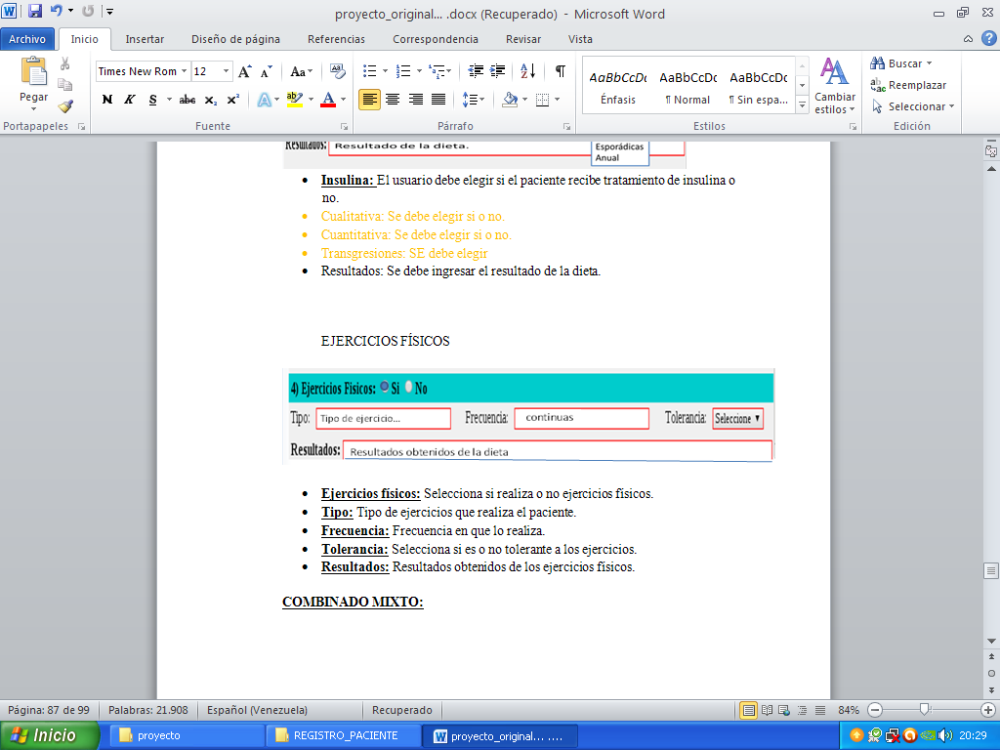 proyecto_original... .docx (Recuperado) - Microsoft Word
Archivo Inicio Insertar Diseño de página Referencias Correspondencia Revisar Vista
Times New Rom 12 Aa
Pegar
N K S abc x₂ x² A ab A
AaBbCcDc AaBbCcDc AaBbCcDc
Énfasis ¶ Normal ¶ Sin espa...
Cambiar estilos
Buscar
Reemplazar
Seleccionar
Portapapeles Fuente Párrafo Estilos Edición
Resultados: Resultado de la dieta.
Esporádicas
Anual
• Insulina: El usuario debe elegir si el paciente recibe tratamiento de insulina o
no.
• Cualitativa: Se debe elegir si o no.
• Cuantitativa: Se debe elegir si o no.
• Transgresiones: SE debe elegir
• Resultados: Se debe ingresar el resultado de la dieta.
EJERCICIOS FÍSICOS
4) Ejercicios Fisicos: Si No
Tipo: Tipo de ejercicio... Frecuencia: continuas Tolerancia: Seleccione
Resultados: Resultados obtenidos de la dieta
• Ejercicios físicos: Selecciona si realiza o no ejercicios físicos.
• Tipo: Tipo de ejercicios que realiza el paciente.
• Frecuencia: Frecuencia en que lo realiza.
• Tolerancia: Selecciona si es o no tolerante a los ejercicios.
• Resultados: Resultados obtenidos de los ejercicios físicos.
COMBINADO MIXTO:
Página: 87 de 99 Palabras: 21.908 Español (Venezuela) Recuperado 84%
Inicio proyecto REGISTRO_PACIENTE proyecto_original... .... 20:29